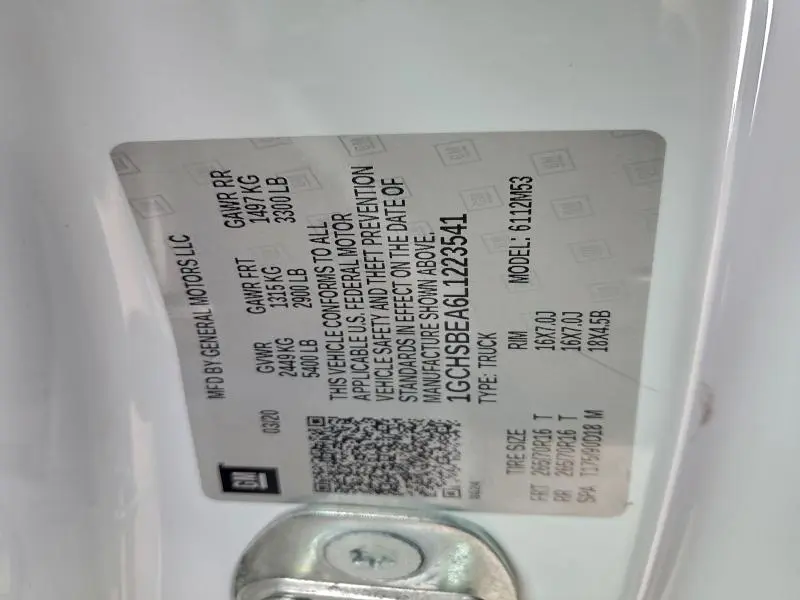 GM
MFD BY GENERAL MOTORS LLC
03/20
GVWR GAWR FRT GAWR RR
2449 KG 1315 KG 1497 KG
5400 LB 2900 LB 3300 LB
THIS VEHICLE CONFORMS TO ALL
APPLICABLE U.S. FEDERAL MOTOR
VEHICLE SAFETY AND THEFT PREVENTION
STANDARDS IN EFFECT ON THE DATE OF
MANUFACTURE SHOWN ABOVE.
1GCHSBEA6L1223541
TYPE: TRUCK MODEL: 6112M53
TIRE SIZE RIM
FRT 265/70R16 T 16X7.0J
RR 265/70R16 T 16X7.0J
SPA T175/90D18 M 18X4.5B